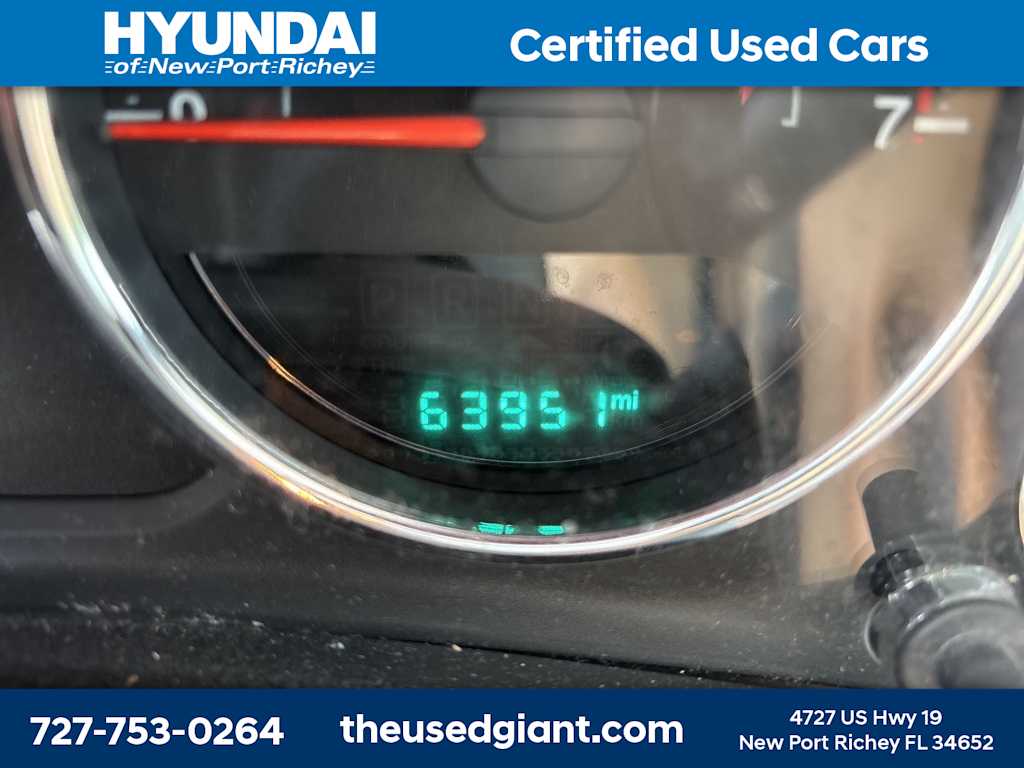 HYUNDAI
of New Port Richey
Certified Used Cars
0
7
P R N
63951 mi
727-753-0264
theusedgiant.com
4727 US Hwy 19
New Port Richey FL 34652